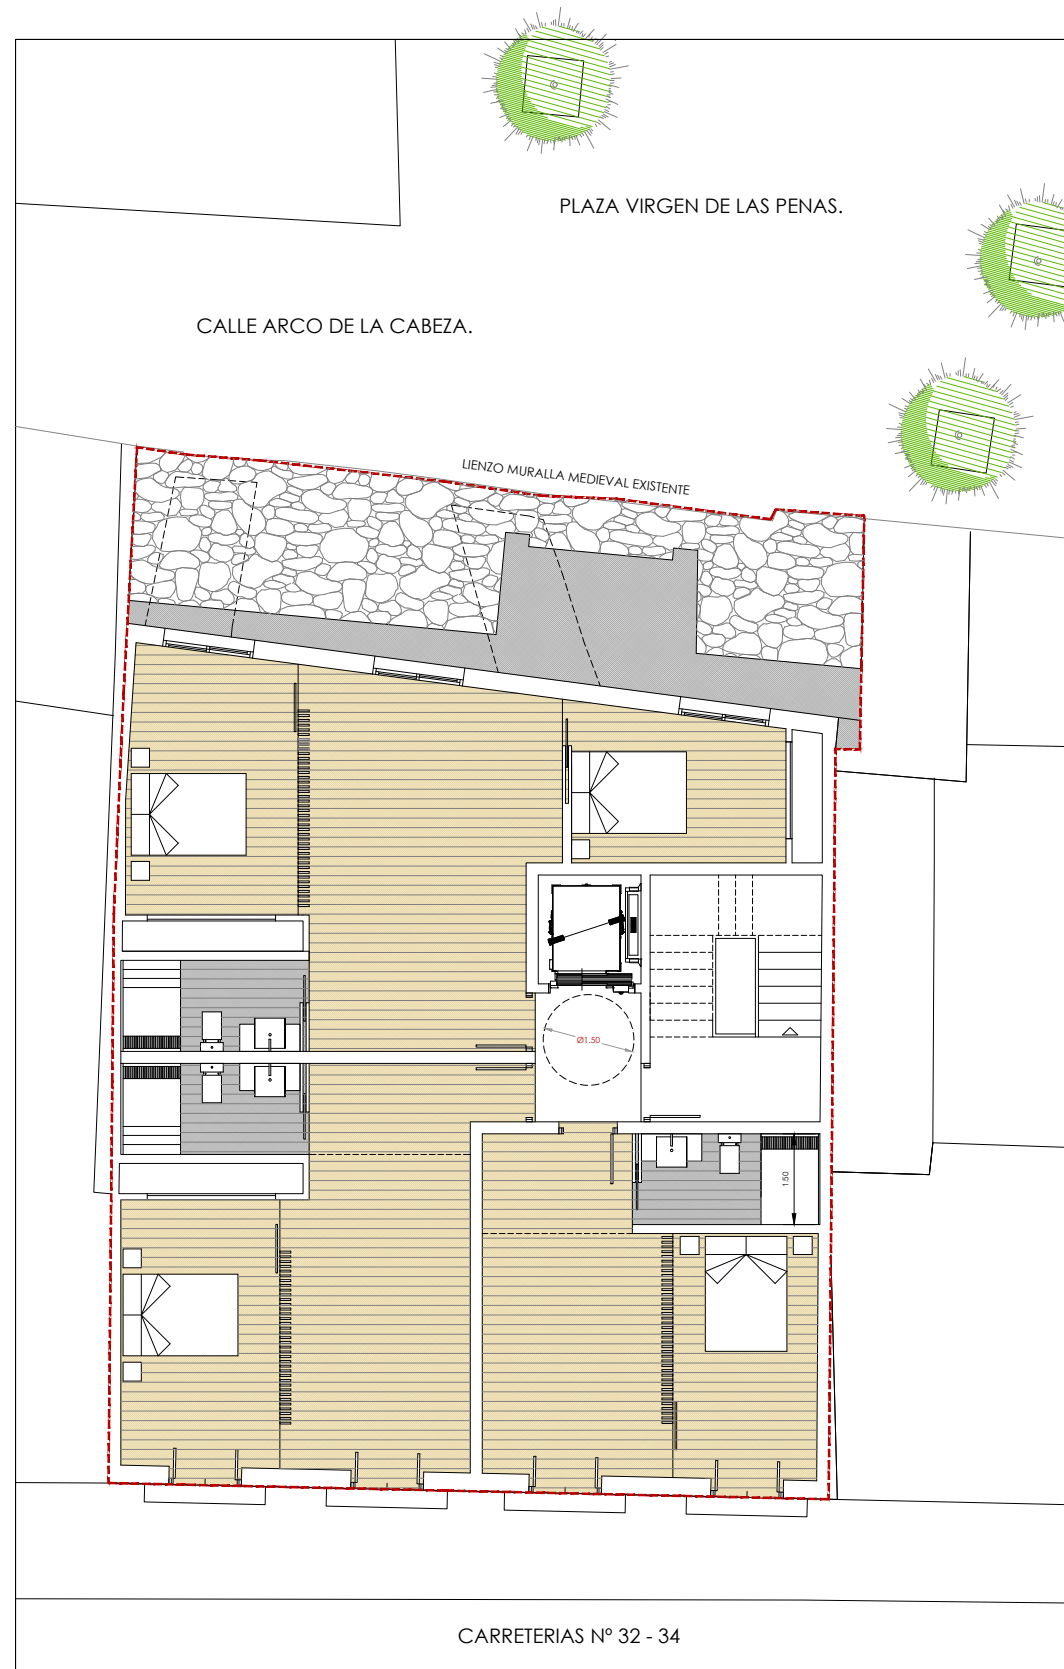 PLAZA VIRGEN DE LAS PENAS.
CALLE ARCO DE LA CABEZA.
LIENZO MURALLA MEDIEVAL EXISTENTE
Ø1.50
1.50
CARRETERIAS Nº 32 - 34